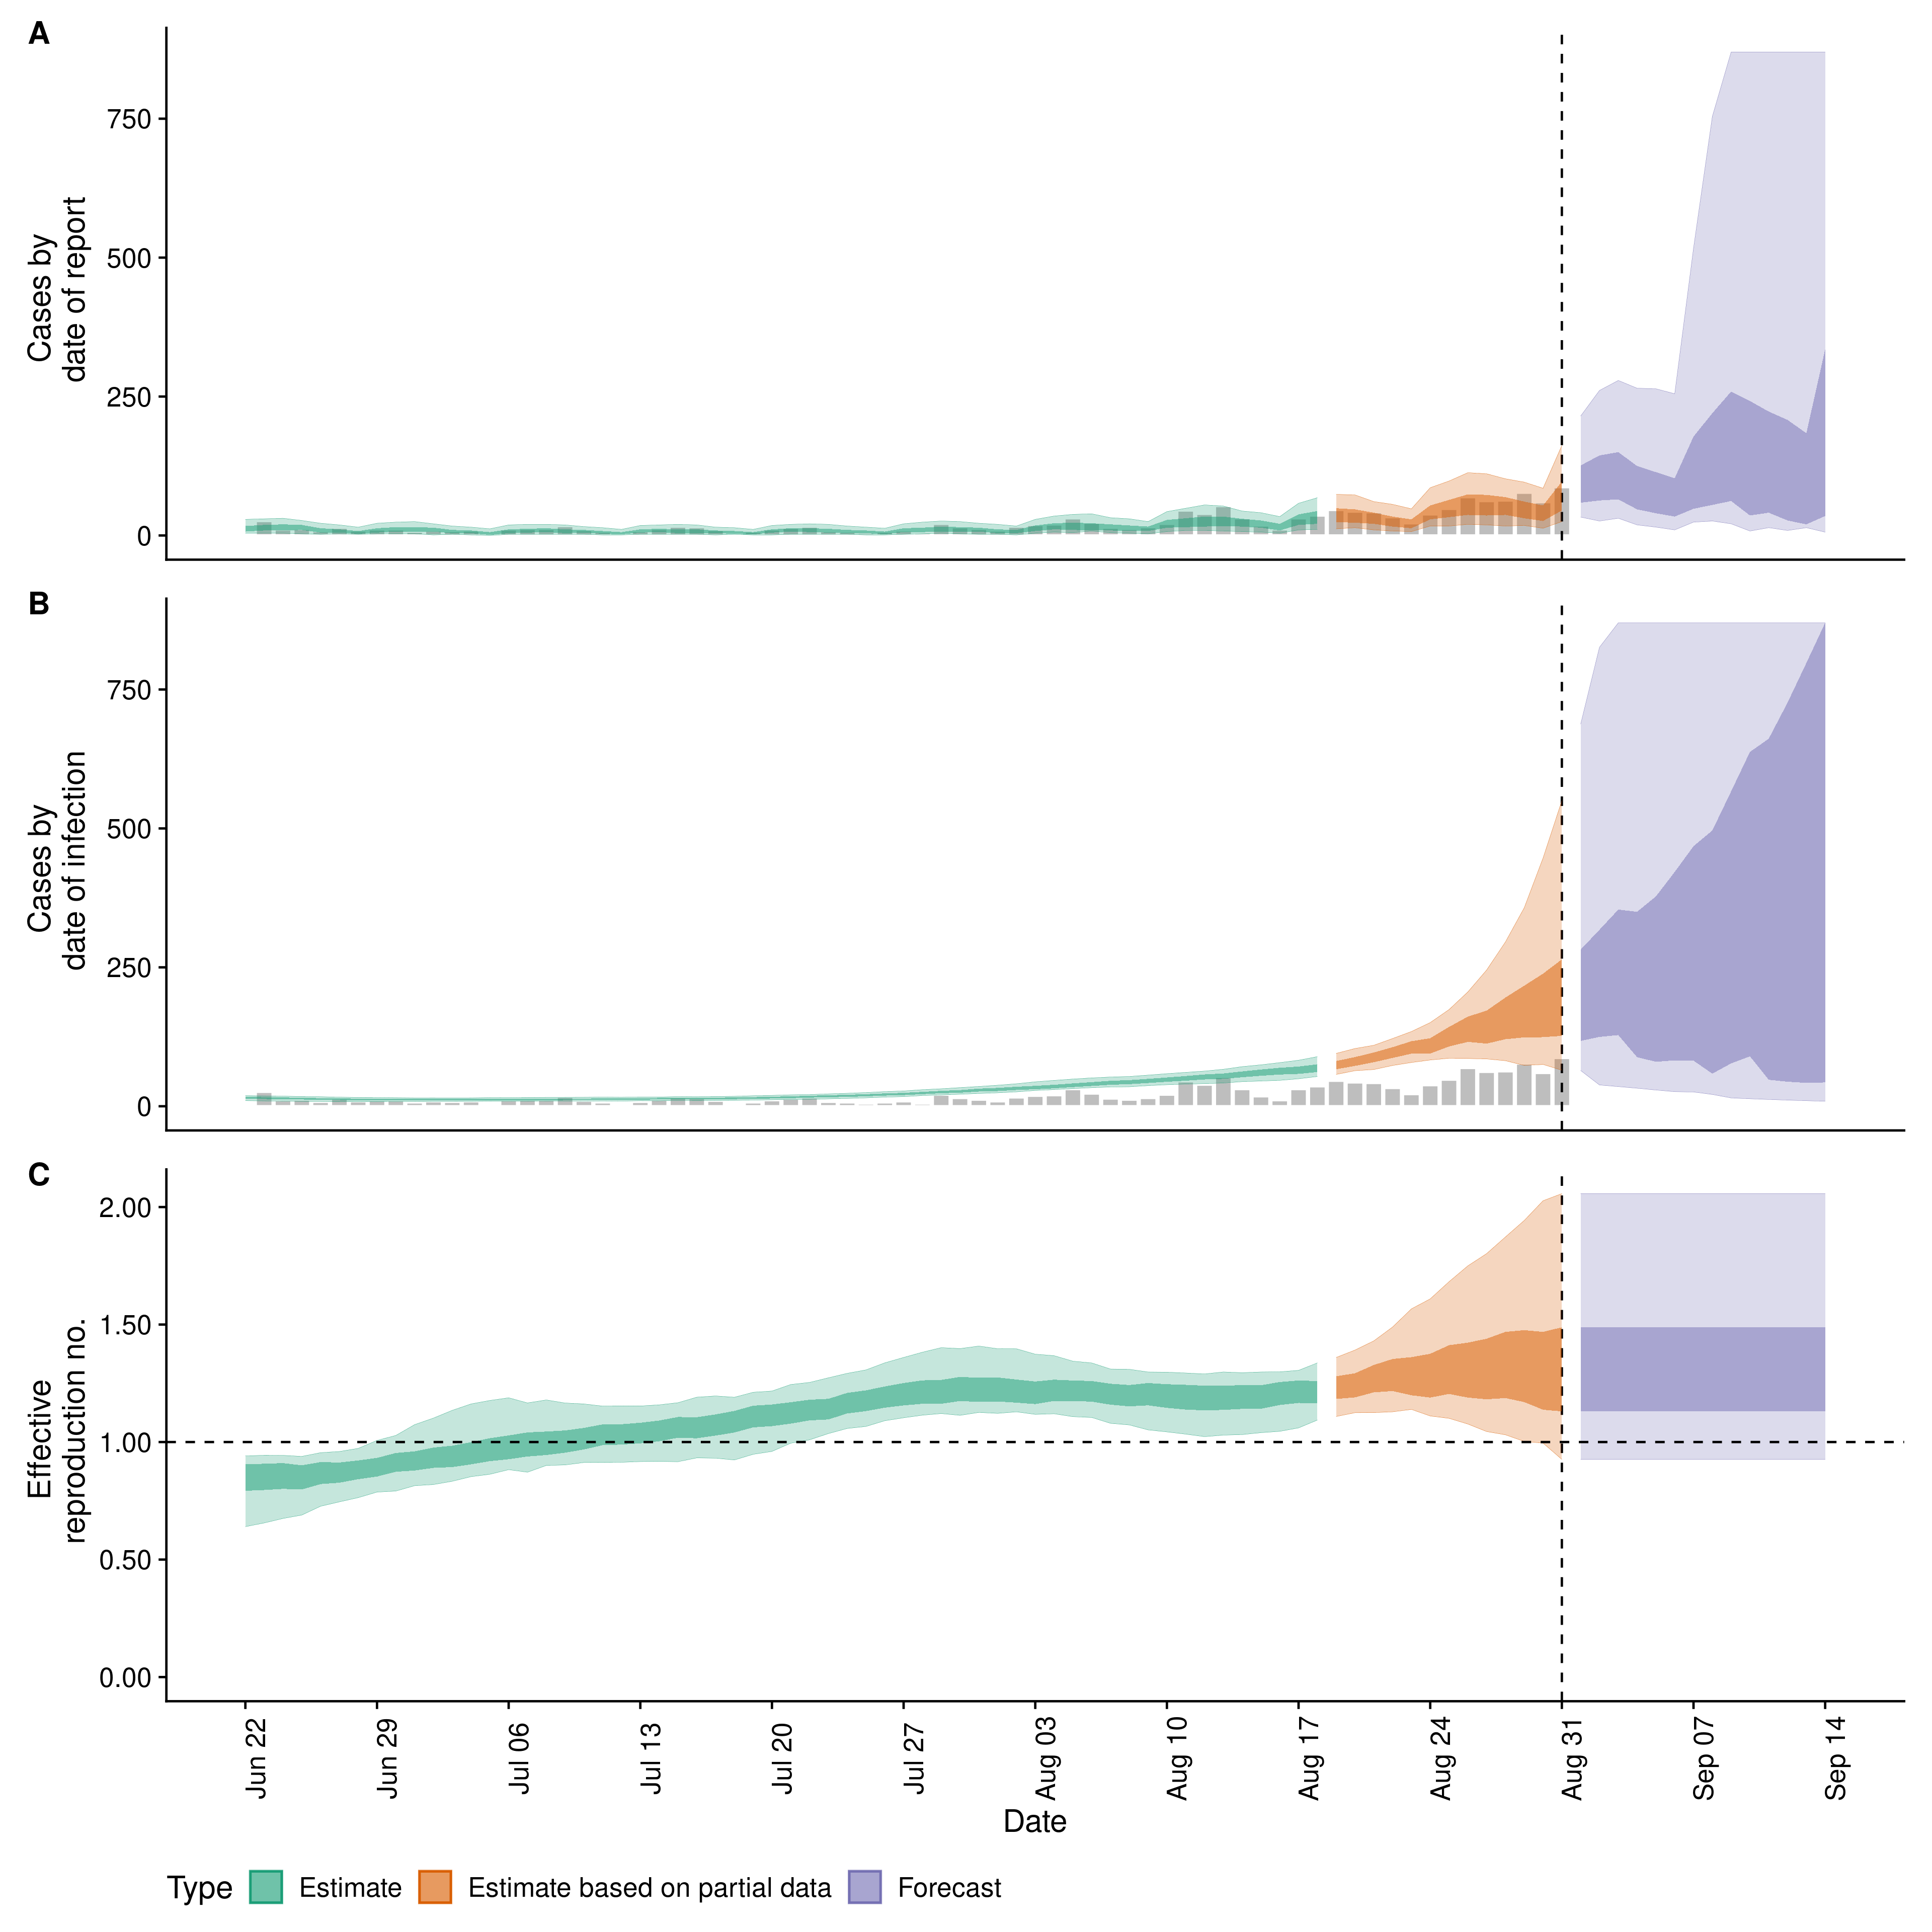 A
Cases by
date of report
750
500
250
0
B
Cases by
date of infection
750
500
250
0
C
Effective
reproduction no.
2.00
1.50
1.00
0.50
0.00
Jun 22
Jun 29
Jul 06
Jul 13
Jul 20
Jul 27
Aug 03
Aug 10
Aug 17
Aug 24
Aug 31
Sep 07
Sep 14
Date
Type Estimate Estimate based on partial data Forecast